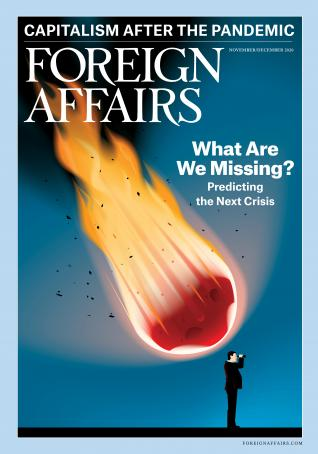 CAPITALISM AFTER THE PANDEMIC
NOVEMBER/DECEMBER 2020
FOREIGN
AFFAIRS
What Are
We Missing?
Predicting
the Next Crisis
FOREIGNAFFAIRS.COM